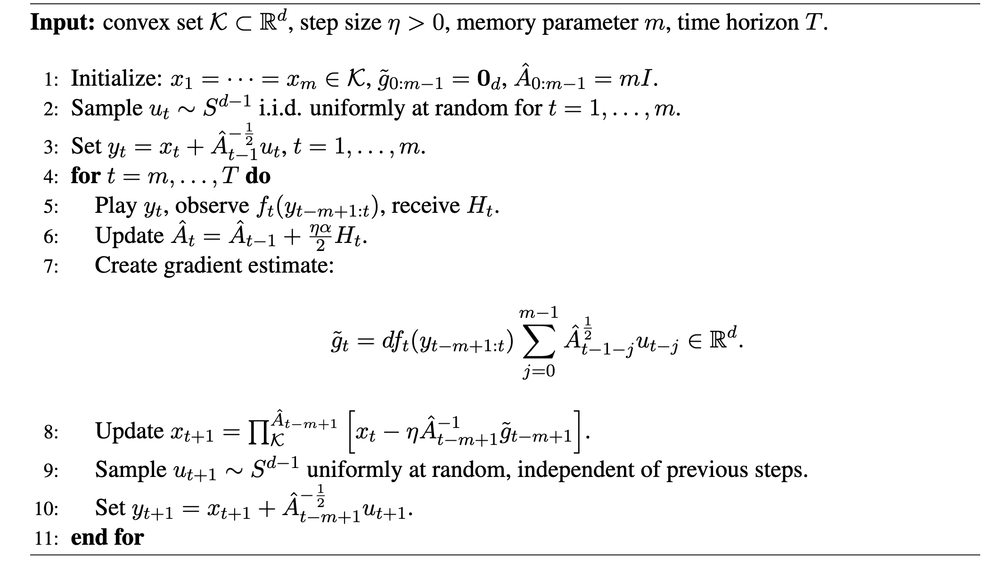 Input: convex set $\mathcal{K} \subset \mathbb{R}^d$, step size $\eta > 0$, memory parameter $m$, time horizon $T$.
1: Initialize: $x_1 = \cdots = x_m \in \mathcal{K}$, $\tilde{g}_{0:m-1} = \mathbf{0}_d$, $\hat{A}_{0:m-1} = mI$.
2: Sample $u_t \sim S^{d-1}$ i.i.d. uniformly at random for $t = 1, \ldots, m$.
3: Set $y_t = x_t + \hat{A}_{t-1}^{-\frac{1}{2}} u_t$, $t = 1, \ldots, m$.
4: for $t = m, \ldots, T$ do
5: Play $y_t$, observe $f_t(y_{t-m+1:t})$, receive $H_t$.
6: Update $\hat{A}_t = \hat{A}_{t-1} + \frac{\eta\alpha}{2} H_t$.
7: Create gradient estimate:
$\tilde{g}_t = df_t(y_{t-m+1:t}) \sum_{j=0}^{m-1} \hat{A}_{t-1-j}^{\frac{1}{2}} u_{t-j} \in \mathbb{R}^d$.
8: Update $x_{t+1} = \prod_{\mathcal{K}}^{\hat{A}_{t-m+1}} \left[ x_t - \eta \hat{A}_{t-m+1}^{-1} \tilde{g}_{t-m+1} \right]$.
9: Sample $u_{t+1} \sim S^{d-1}$ uniformly at random, independent of previous steps.
10: Set $y_{t+1} = x_{t+1} + \hat{A}_{t-m+1}^{-\frac{1}{2}} u_{t+1}$.
11: end for